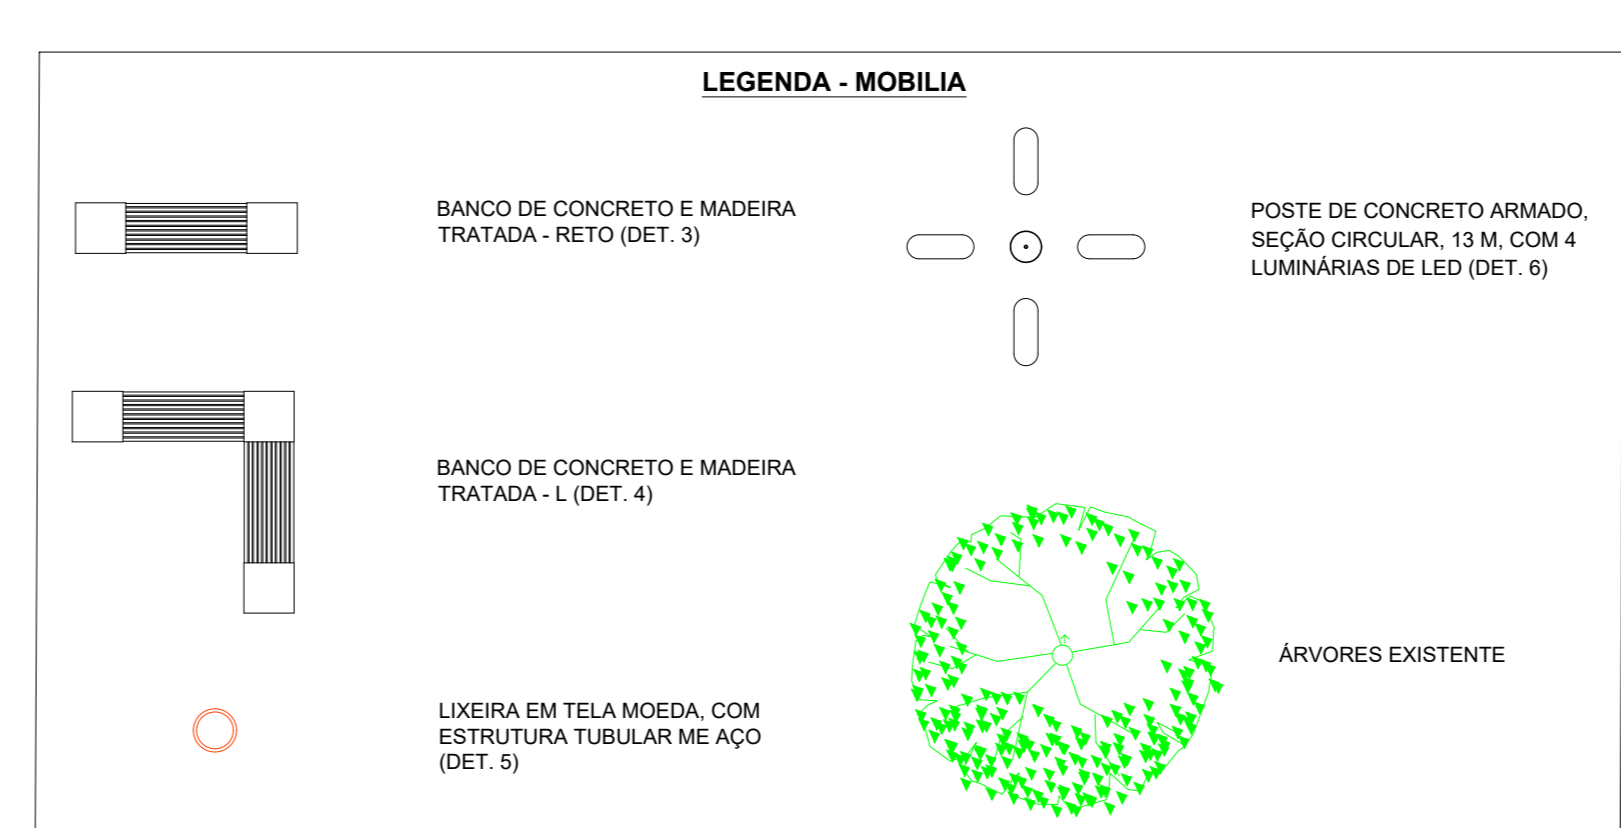 LEGENDA - MOBILIA
BANCO DE CONCRETO E MADEIRA
TRATADA - RETO (DET. 3)
BANCO DE CONCRETO E MADEIRA
TRATADA - L (DET. 4)
LIXEIRA EM TELA MOEDA, COM
ESTRUTURA TUBULAR ME AÇO
(DET. 5)
POSTE DE CONCRETO ARMADO,
SEÇÃO CIRCULAR, 13 M, COM 4
LUMINÁRIAS DE LED (DET. 6)
ÁRVORES EXISTENTE